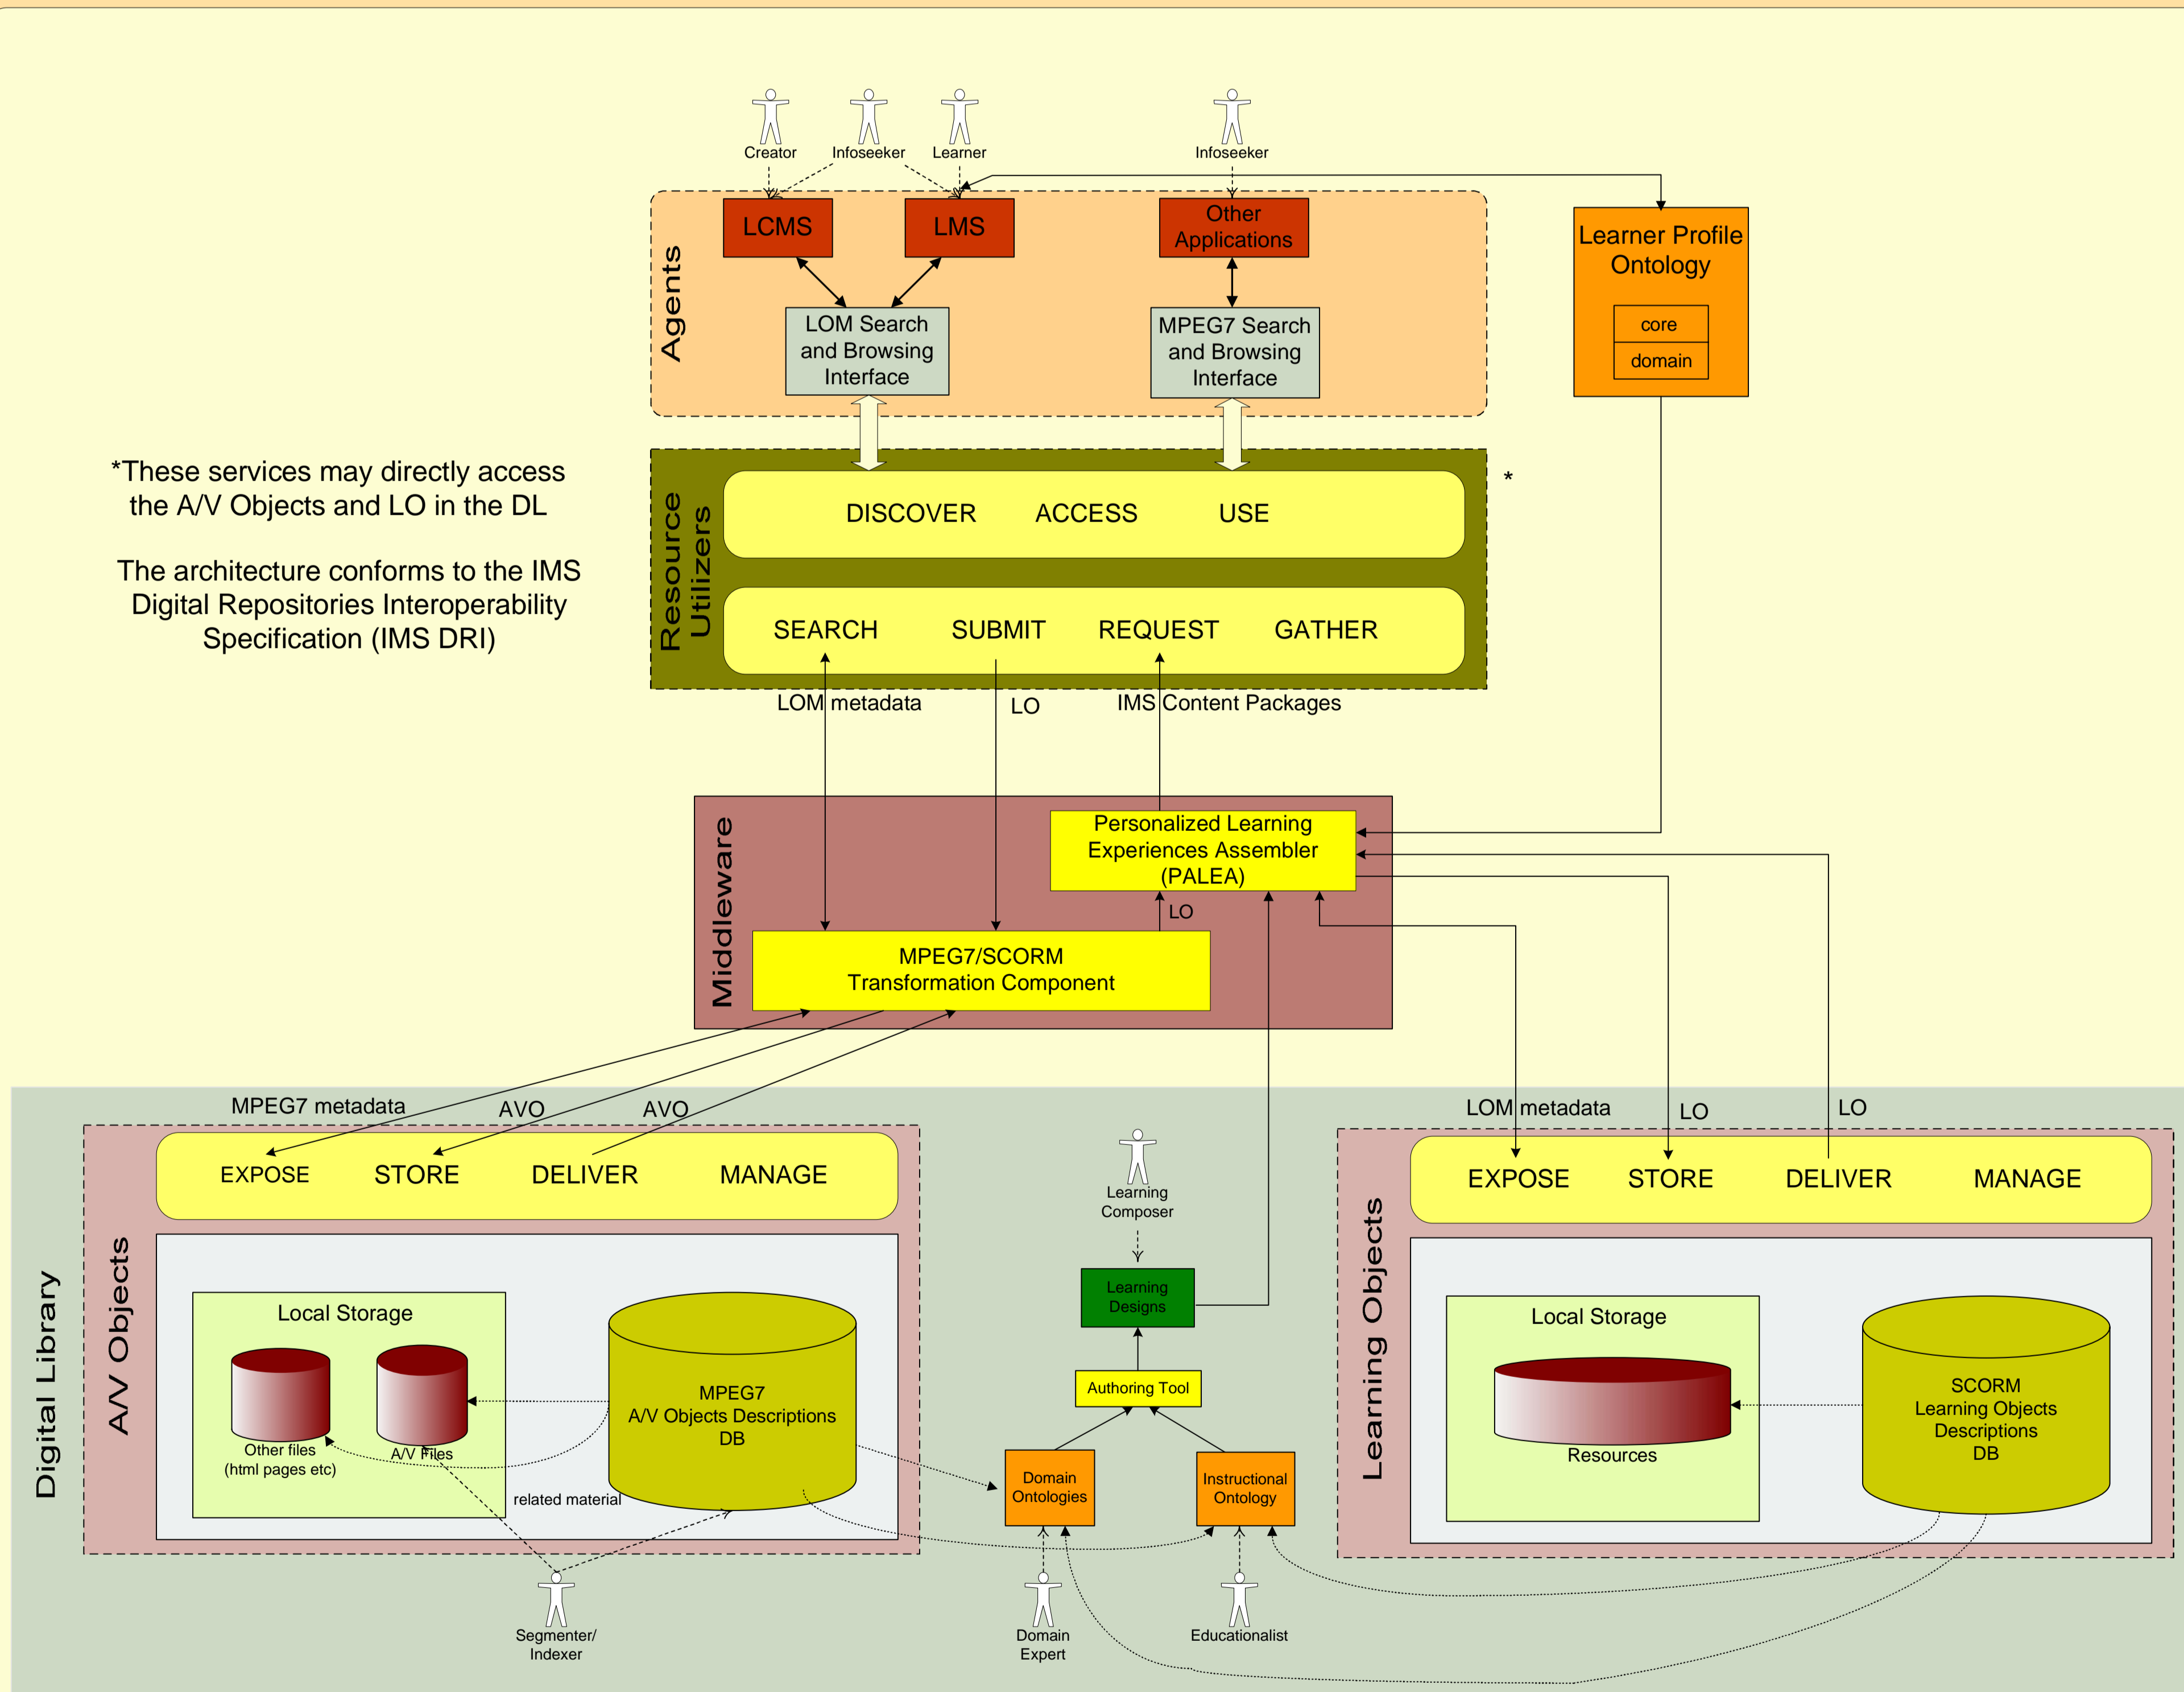 Creator
Infoseeker
Learner
Infoseeker
Agents
LCMS
LMS
Other
Applications
LOM Search
and Browsing
Interface
MPEG7 Search
and Browsing
Interface
Learner Profile
Ontology
core
domain
*These services may directly access
the A/V Objects and LO in the DL
The architecture conforms to the IMS
Digital Repositories Interoperability
Specification (IMS DRI)
*
Resource
Utilizers
DISCOVER
ACCESS
USE
SEARCH
SUBMIT
REQUEST
GATHER
LOM metadata
LO
IMS Content Packages
Middleware
Personalized Learning
Experiences Assembler
(PALEA)
LO
MPEG7/SCORM
Transformation Component
MPEG7 metadata
AVO
AVO
LOM metadata
LO
LO
Digital Library
A/V Objects
EXPOSE
STORE
DELIVER
MANAGE
Local Storage
Other files
(html pages etc)
A/V Files
MPEG7
A/V Objects Descriptions
DB
related material
Segmenter/
Indexer
Learning
Composer
Learning
Designs
Authoring Tool
Domain
Ontologies
Instructional
Ontology
Domain
Expert
Educationalist
Learning Objects
EXPOSE
STORE
DELIVER
MANAGE
Local Storage
Resources
SCORM
Learning Objects
Descriptions
DB